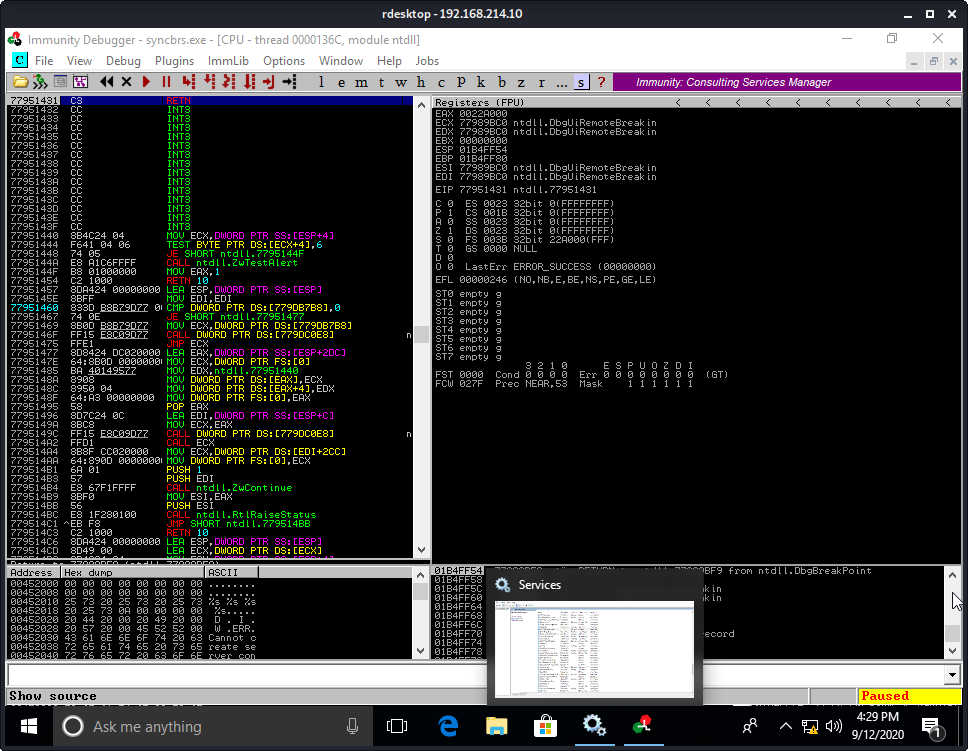 rdesktop - 192.168.214.10
Immunity Debugger - syncbrs.exe - [CPU - thread 0000136C, module ntdll]
C File View Debug Plugins ImmLib Options Window Help Jobs
l e m t w h c p k b z r ... s ? Immunity: Consulting Services Manager
77951431 C3 RETN
77951432 CC INT3
77951433 CC INT3
77951434 CC INT3
77951435 CC INT3
77951436 CC INT3
77951437 CC INT3
77951438 CC INT3
77951439 CC INT3
7795143A CC INT3
7795143B CC INT3
7795143C CC INT3
7795143D CC INT3
7795143E CC INT3
7795143F CC INT3
77951440 8B4C24 04 MOV ECX,DWORD PTR SS:[ESP+4]
77951444 F641 04 06 TEST BYTE PTR DS:[ECX+4],6
77951448 74 05 JE SHORT ntdll.7795144F
7795144A E8 A1C6FFFF CALL ntdll.ZwTestAlert
7795144F B8 01000000 MOV EAX,1
77951454 C2 1000 RETN 10
77951457 8DA424 00000000 LEA ESP,DWORD PTR SS:[ESP]
7795145E 8BFF MOV EDI,EDI
77951460 833D B8B79D77 CMP DWORD PTR DS:[779DB7B8],0
77951467 74 0E JE SHORT ntdll.77951477
77951469 8B0D B8B79D77 MOV ECX,DWORD PTR DS:[779DB7B8]
7795146F FF15 E8C09D77 CALL DWORD PTR DS:[779DC0E8] n
77951475 FFE1 JMP ECX
77951477 8D8424 DC020000 LEA EAX,DWORD PTR SS:[ESP+2DC]
7795147E 64:8B0D 0000000 MOV ECX,DWORD PTR FS:[0]
77951485 BA 40149577 MOV EDX,ntdll.77951440
7795148A 8908 MOV DWORD PTR DS:[EAX],ECX
7795148C 8950 04 MOV DWORD PTR DS:[EAX+4],EDX
7795148F 64:A3 00000000 MOV DWORD PTR FS:[0],EAX
77951495 58 POP EAX
77951496 8D7C24 0C LEA EDI,DWORD PTR SS:[ESP+C]
7795149A 8BC8 MOV ECX,EAX
7795149C FF15 E8C09D77 CALL DWORD PTR DS:[779DC0E8] n
779514A2 FFD1 CALL ECX
779514A4 8B8F CC020000 MOV ECX,DWORD PTR DS:[EDI+2CC]
779514AA 64:890D 0000000 MOV DWORD PTR FS:[0],ECX
779514B1 6A 01 PUSH 1
779514B3 57 PUSH EDI
779514B4 E8 67F1FFFF CALL ntdll.ZwContinue
779514B9 8BF0 MOV ESI,EAX
779514BB 56 PUSH ESI
779514BC E8 1F280100 CALL ntdll.RtlRaiseStatus
779514C1 ^EB F8 JMP SHORT ntdll.779514BB
779514C3 C2 1000 RETN 10
779514C6 8DA424 00000000 LEA ESP,DWORD PTR SS:[ESP]
779514CD 8D49 00 LEA ECX,DWORD PTR DS:[ECX]
Registers (FPU) < < < < < < < < < <
EAX 0022A000
ECX 77989BC0 ntdll.DbgUiRemoteBreakin
EDX 77989BC0 ntdll.DbgUiRemoteBreakin
EBX 00000000
ESP 01B4FF54
EBP 01B4FF80
ESI 77989BC0 ntdll.DbgUiRemoteBreakin
EDI 77989BC0 ntdll.DbgUiRemoteBreakin
EIP 77951431 ntdll.77951431
C 0 ES 0023 32bit 0(FFFFFFFF)
P 1 CS 001B 32bit 0(FFFFFFFF)
A 0 SS 0023 32bit 0(FFFFFFFF)
Z 1 DS 0023 32bit 0(FFFFFFFF)
S 0 FS 003B 32bit 22A000(FFF)
T 0 GS 0000 NULL
D 0
O 0 LastErr ERROR_SUCCESS (00000000)
EFL 00000246 (NO,NB,E,BE,NS,PE,GE,LE)
ST0 empty g
ST1 empty g
ST2 empty g
ST3 empty g
ST4 empty g
ST5 empty g
ST6 empty g
ST7 empty g
3 2 1 0 E S P U O Z D I
FST 0000 Cond 0 0 0 0 Err 0 0 0 0 0 0 0 0 (GT)
FCW 027F Prec NEAR,53 Mask 1 1 1 1 1 1
Address Hex dump ASCII
00452000 00 00 00 00 00 00 00 00 ........
00452008 00 00 00 00 00 00 00 00 ........
00452010 25 73 20 25 73 20 25 73 %s %s %s
00452018 20 25 73 04 00 00 00 00 %s.....
00452020 20 44 00 20 00 49 20 00 D. .I .
00452028 20 57 20 00 45 52 52 00 W .ERR.
00452030 43 61 6E 6E 6F 74 20 63 Cannot c
00452038 72 65 61 74 65 20 73 65 reate se
00452040 72 76 65 72 20 63 6F 6E rver con
01B4FF54
BF9 from ntdll.DbgBreakPoint
01B4FF58
kin
kin
01B4FF60
01B4FF64
01B4FF68
01B4FF6C
01B4FF70
ecord
01B4FF74
Services
Show source
Paused
Ask me anything
4:29 PM
9/12/2020
1